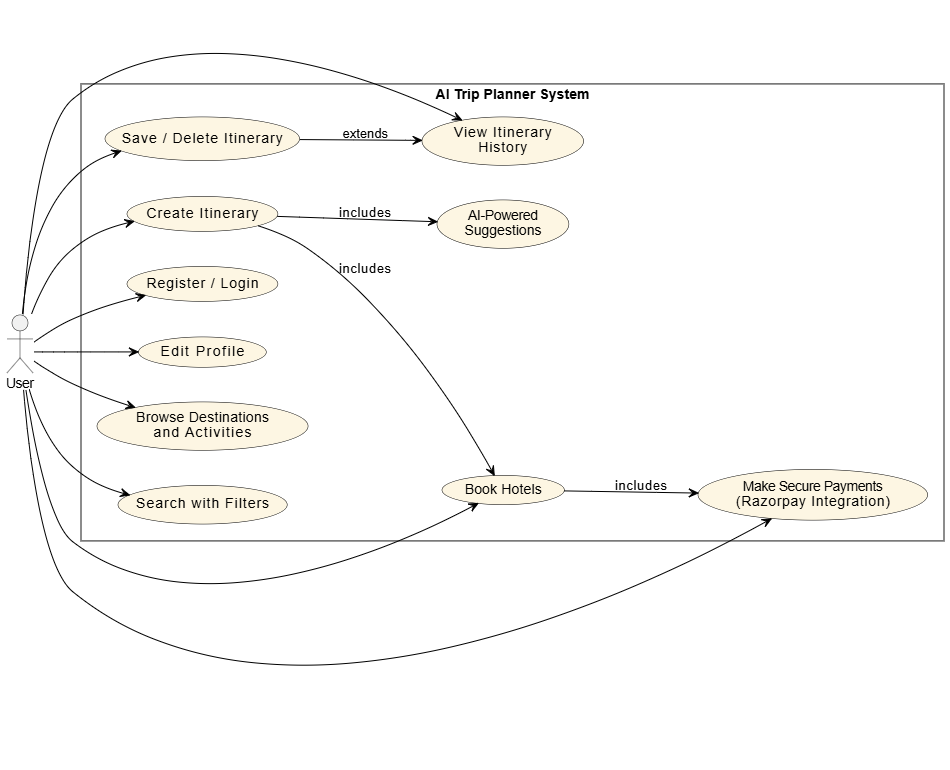 AI Trip Planner System
Save / Delete Itinerary
extends
View Itinerary
History
Create Itinerary
includes
AI-Powered
Suggestions
includes
Register / Login
Edit Profile
User
Browse Destinations
and Activities
Search with Filters
Book Hotels
includes
Make Secure Payments
(Razorpay Integration)